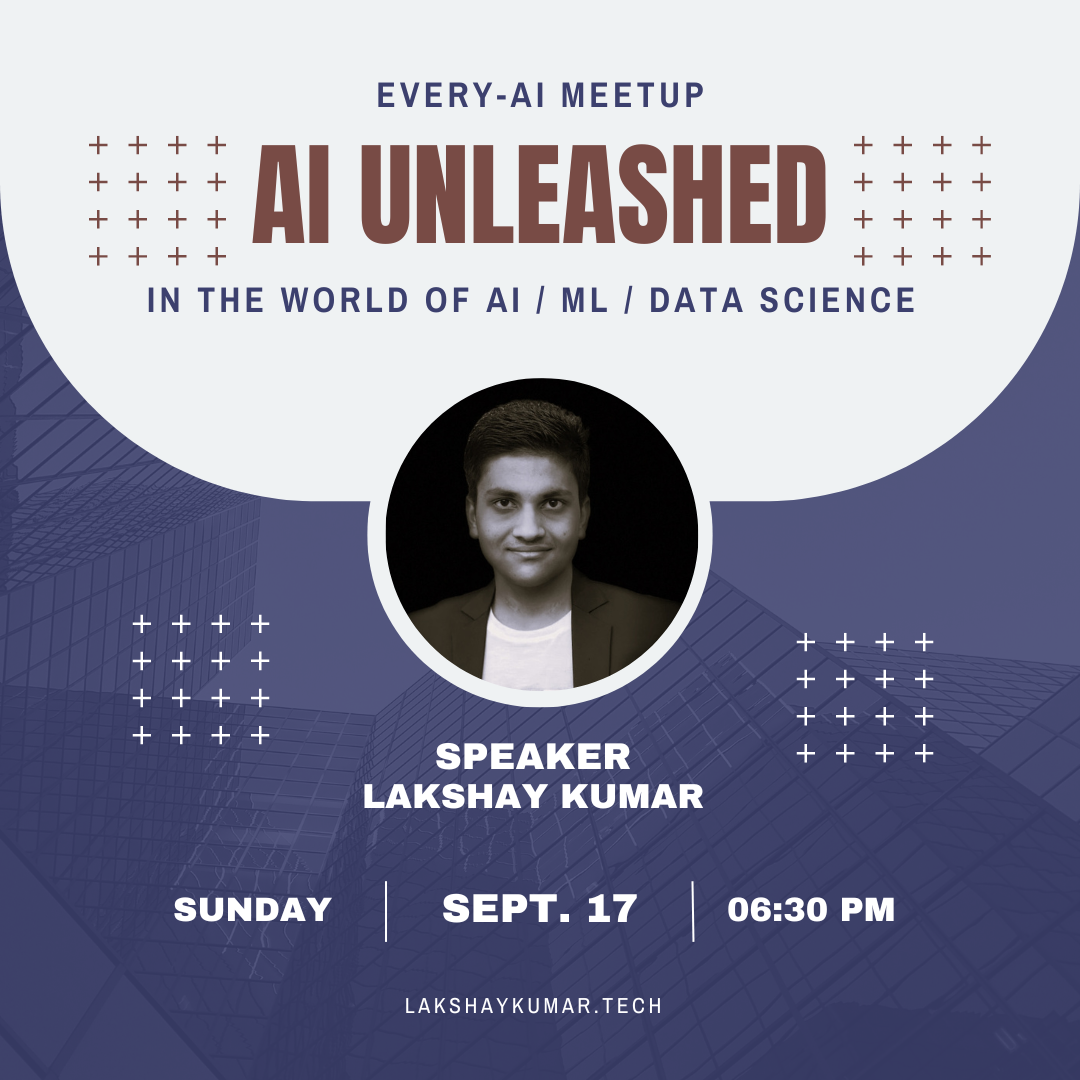 EVERY-AI MEETUP
AI UNLEASHED
IN THE WORLD OF AI / ML / DATA SCIENCE
SPEAKER
LAKSHAY KUMAR
SUNDAY
SEPT. 17
06:30 PM
LAKSHAYKUMAR.TECH